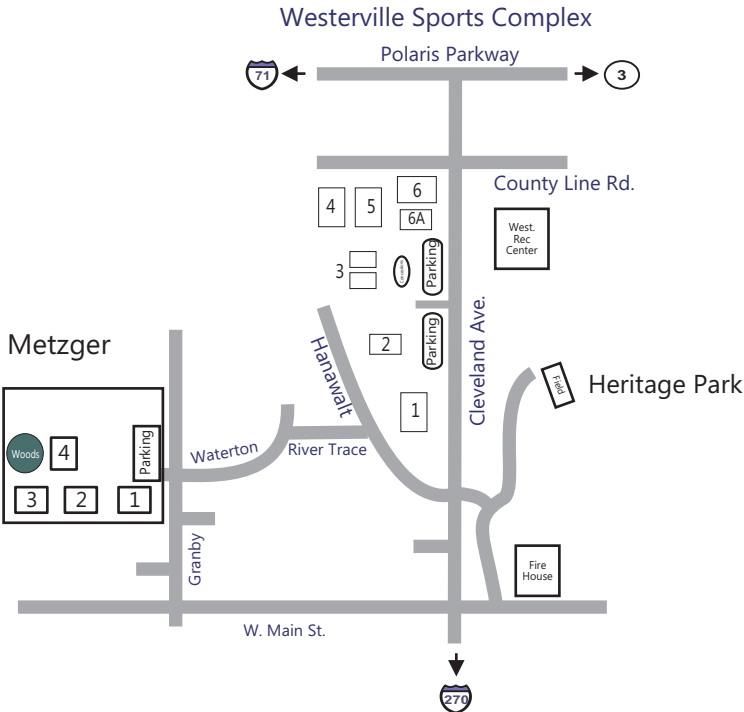 Westerville Sports Complex
Polaris Parkway
71
3
County Line Rd.
6
4
5
6A
West.
Rec
Center
3
Parking
Cleveland Ave.
Hanawalt
2
Parking
1
Field
Heritage Park
Metzger
Woods
4
Parking
Waterton
River Trace
3
2
1
Granby
Fire
House
W. Main St.
270